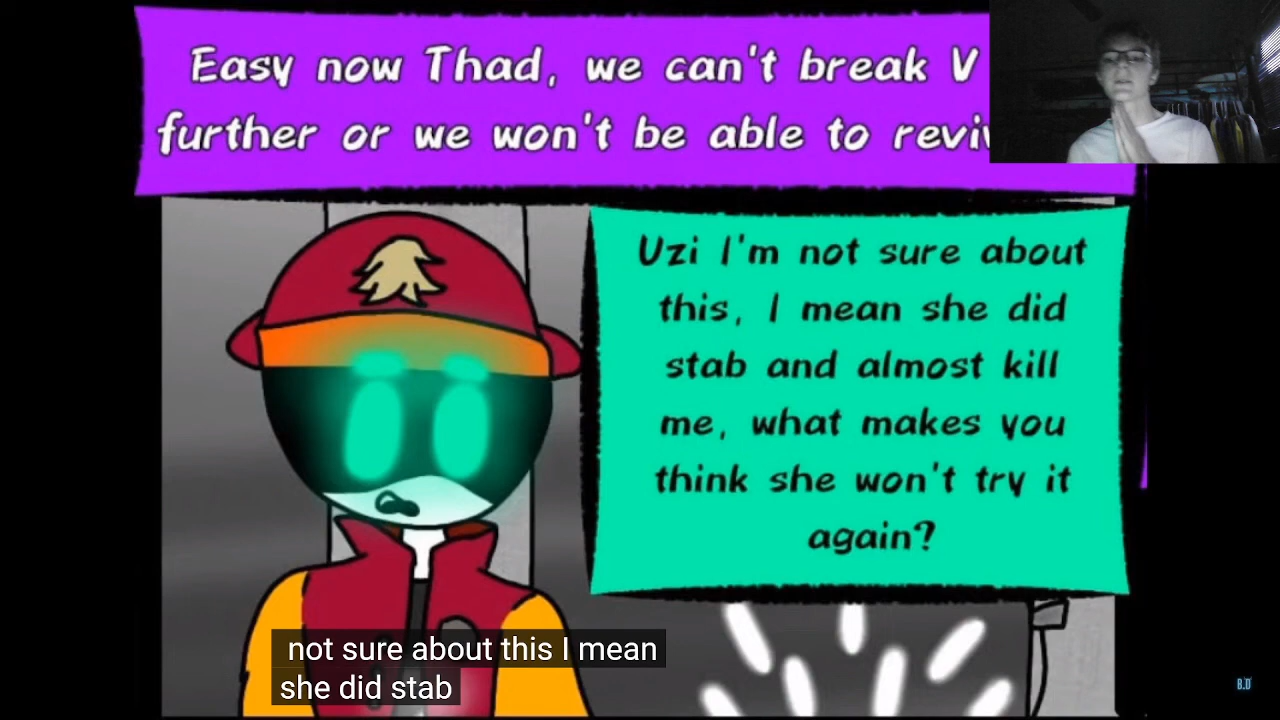 Easy now Thad, we can't break V
further or we won't be able to
Uzi I'm not sure about
this, I mean she did
stab and almost kill
me, what makes you
think she won't try it
again?
not sure about this I mean
she did stab
B.D